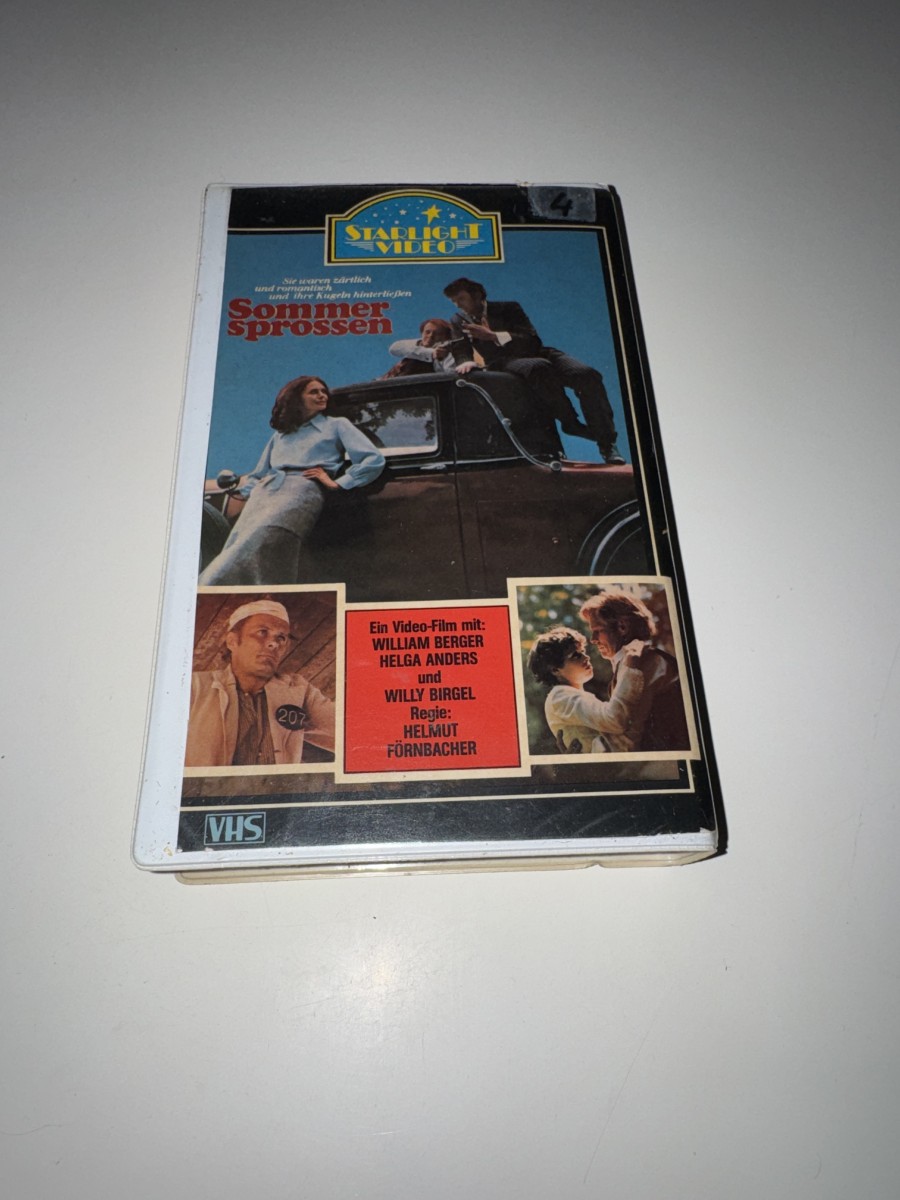 4
STARLIGHT
VIDEO
Sie waren zärtlich
und romantisch
und ihre Kugeln hinterließen
Sommer
sprossen
207
Ein Video-Film mit:
WILLIAM BERGER
HELGA ANDERS
und
WILLY BIRGEL
Regie:
HELMUT
FÖRNBACHER
VHS